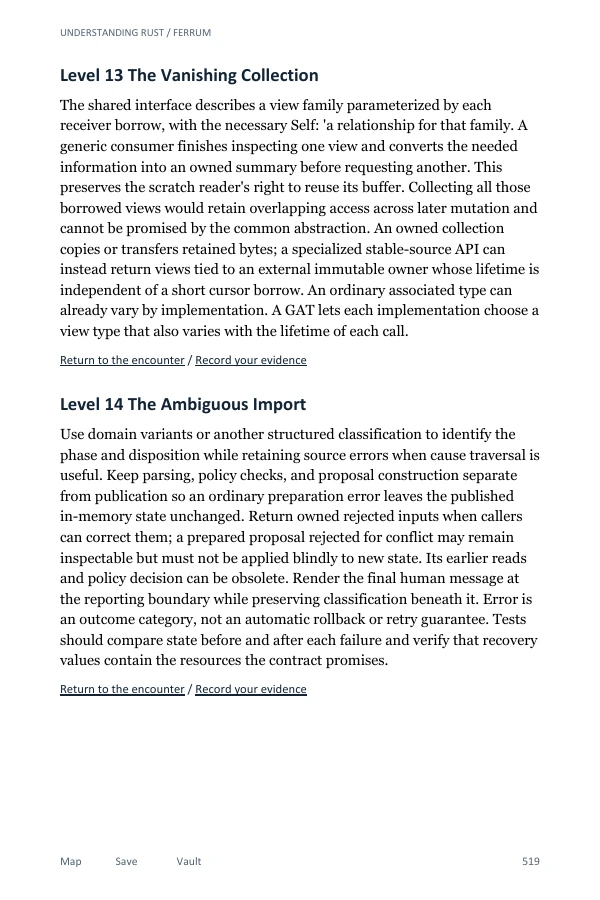 UNDERSTANDING RUST / FERRUM
Level 13 The Vanishing Collection
The shared interface describes a view family parameterized by each
receiver borrow, with the necessary Self: 'a relationship for that family. A
generic consumer finishes inspecting one view and converts the needed
information into an owned summary before requesting another. This
preserves the scratch reader's right to reuse its buffer. Collecting all those
borrowed views would retain overlapping access across later mutation and
cannot be promised by the common abstraction. An owned collection
copies or transfers retained bytes; a specialized stable-source API can
instead return views tied to an external immutable owner whose lifetime is
independent of a short cursor borrow. An ordinary associated type can
already vary by implementation. A GAT lets each implementation choose a
view type that also varies with the lifetime of each call.
Return to the encounter / Record your evidence
Level 14 The Ambiguous Import
Use domain variants or another structured classification to identify the
phase and disposition while retaining source errors when cause traversal is
useful. Keep parsing, policy checks, and proposal construction separate
from publication so an ordinary preparation error leaves the published
in-memory state unchanged. Return owned rejected inputs when callers
can correct them; a prepared proposal rejected for conflict may remain
inspectable but must not be applied blindly to new state. Its earlier reads
and policy decision can be obsolete. Render the final human message at
the reporting boundary while preserving classification beneath it. Error is
an outcome category, not an automatic rollback or retry guarantee. Tests
should compare state before and after each failure and verify that recovery
values contain the resources the contract promises.
Return to the encounter / Record your evidence
Map Save Vault 519